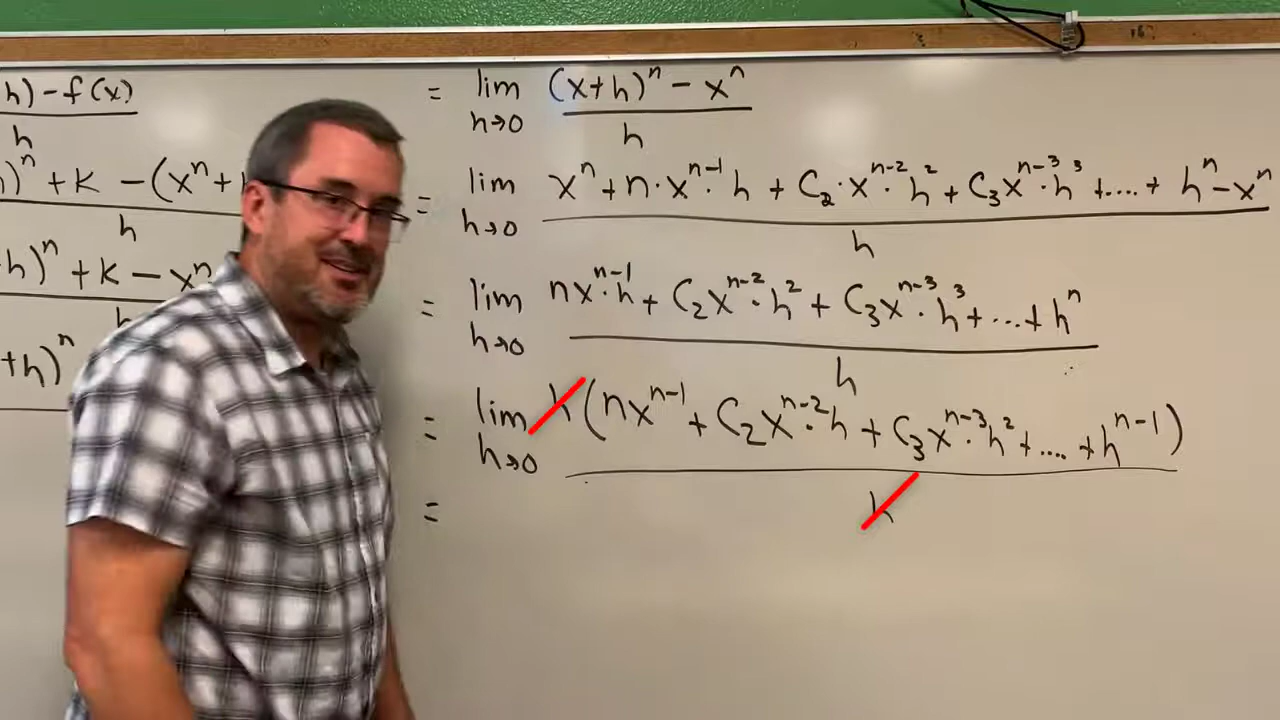 h) - f(x)
h
)ⁿ + K - (xⁿ +
h
h)ⁿ + K - xⁿ
h
+h)ⁿ
= lim h→0 (x+h)ⁿ - xⁿ
h
= lim h→0 xⁿ + n·xⁿ⁻¹·h + C₂·xⁿ⁻²·h² + C₃xⁿ⁻³·h³ + .... + hⁿ - xⁿ
h
= lim h→0 nxⁿ⁻¹·h + C₂xⁿ⁻²·h² + C₃xⁿ⁻³·h³ + ... + hⁿ
h
= lim h→0 h(nxⁿ⁻¹ + C₂xⁿ⁻²·h + C₃xⁿ⁻³·h² + .... + hⁿ⁻¹)
h
=